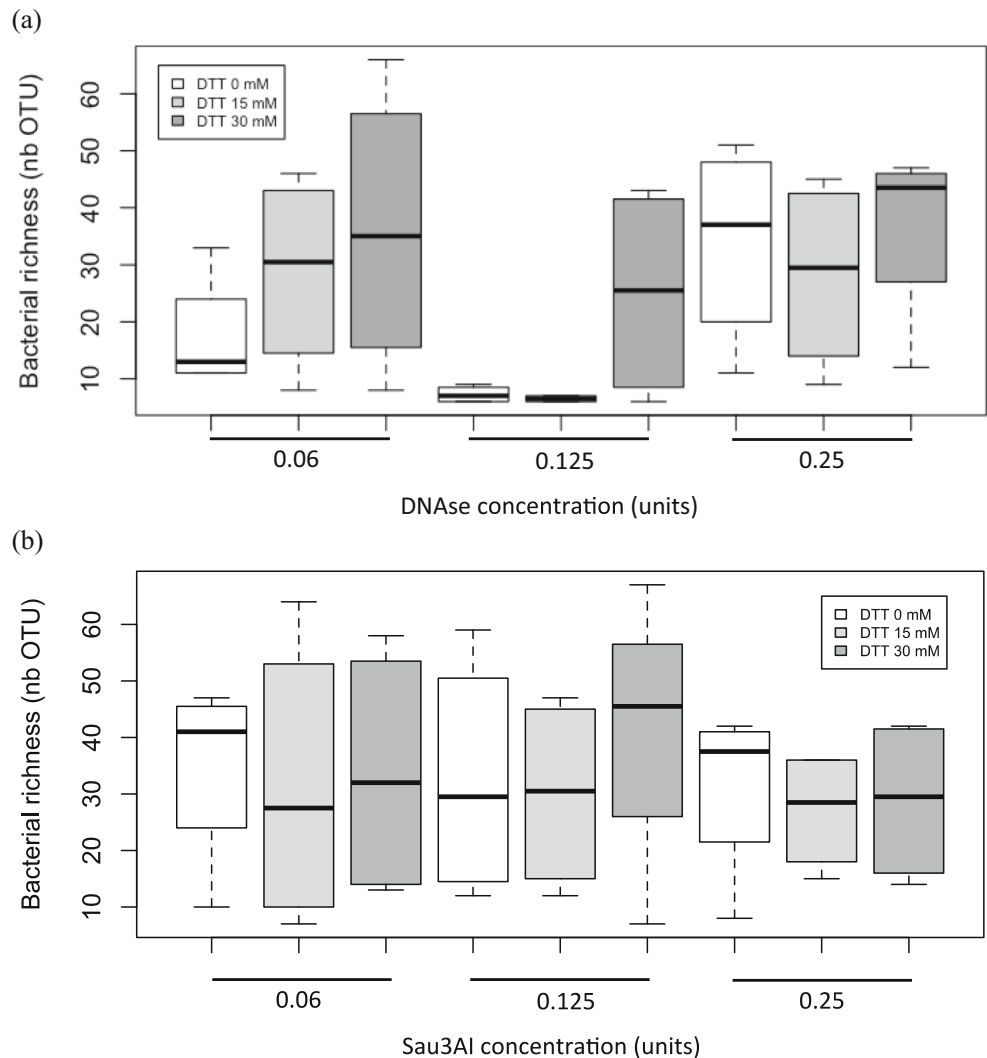 (a)
Bacterial richness (nb OTU)
60
50
40
30
20
10
DTT 0 mM
DTT 15 mM
DTT 30 mM
0.06
0.125
0.25
DNAse concentration (units)
(b)
Bacterial richness (nb OTU)
60
50
40
30
20
10
DTT 0 mM
DTT 15 mM
DTT 30 mM
0.06
0.125
0.25
Sau3AI concentration (units)